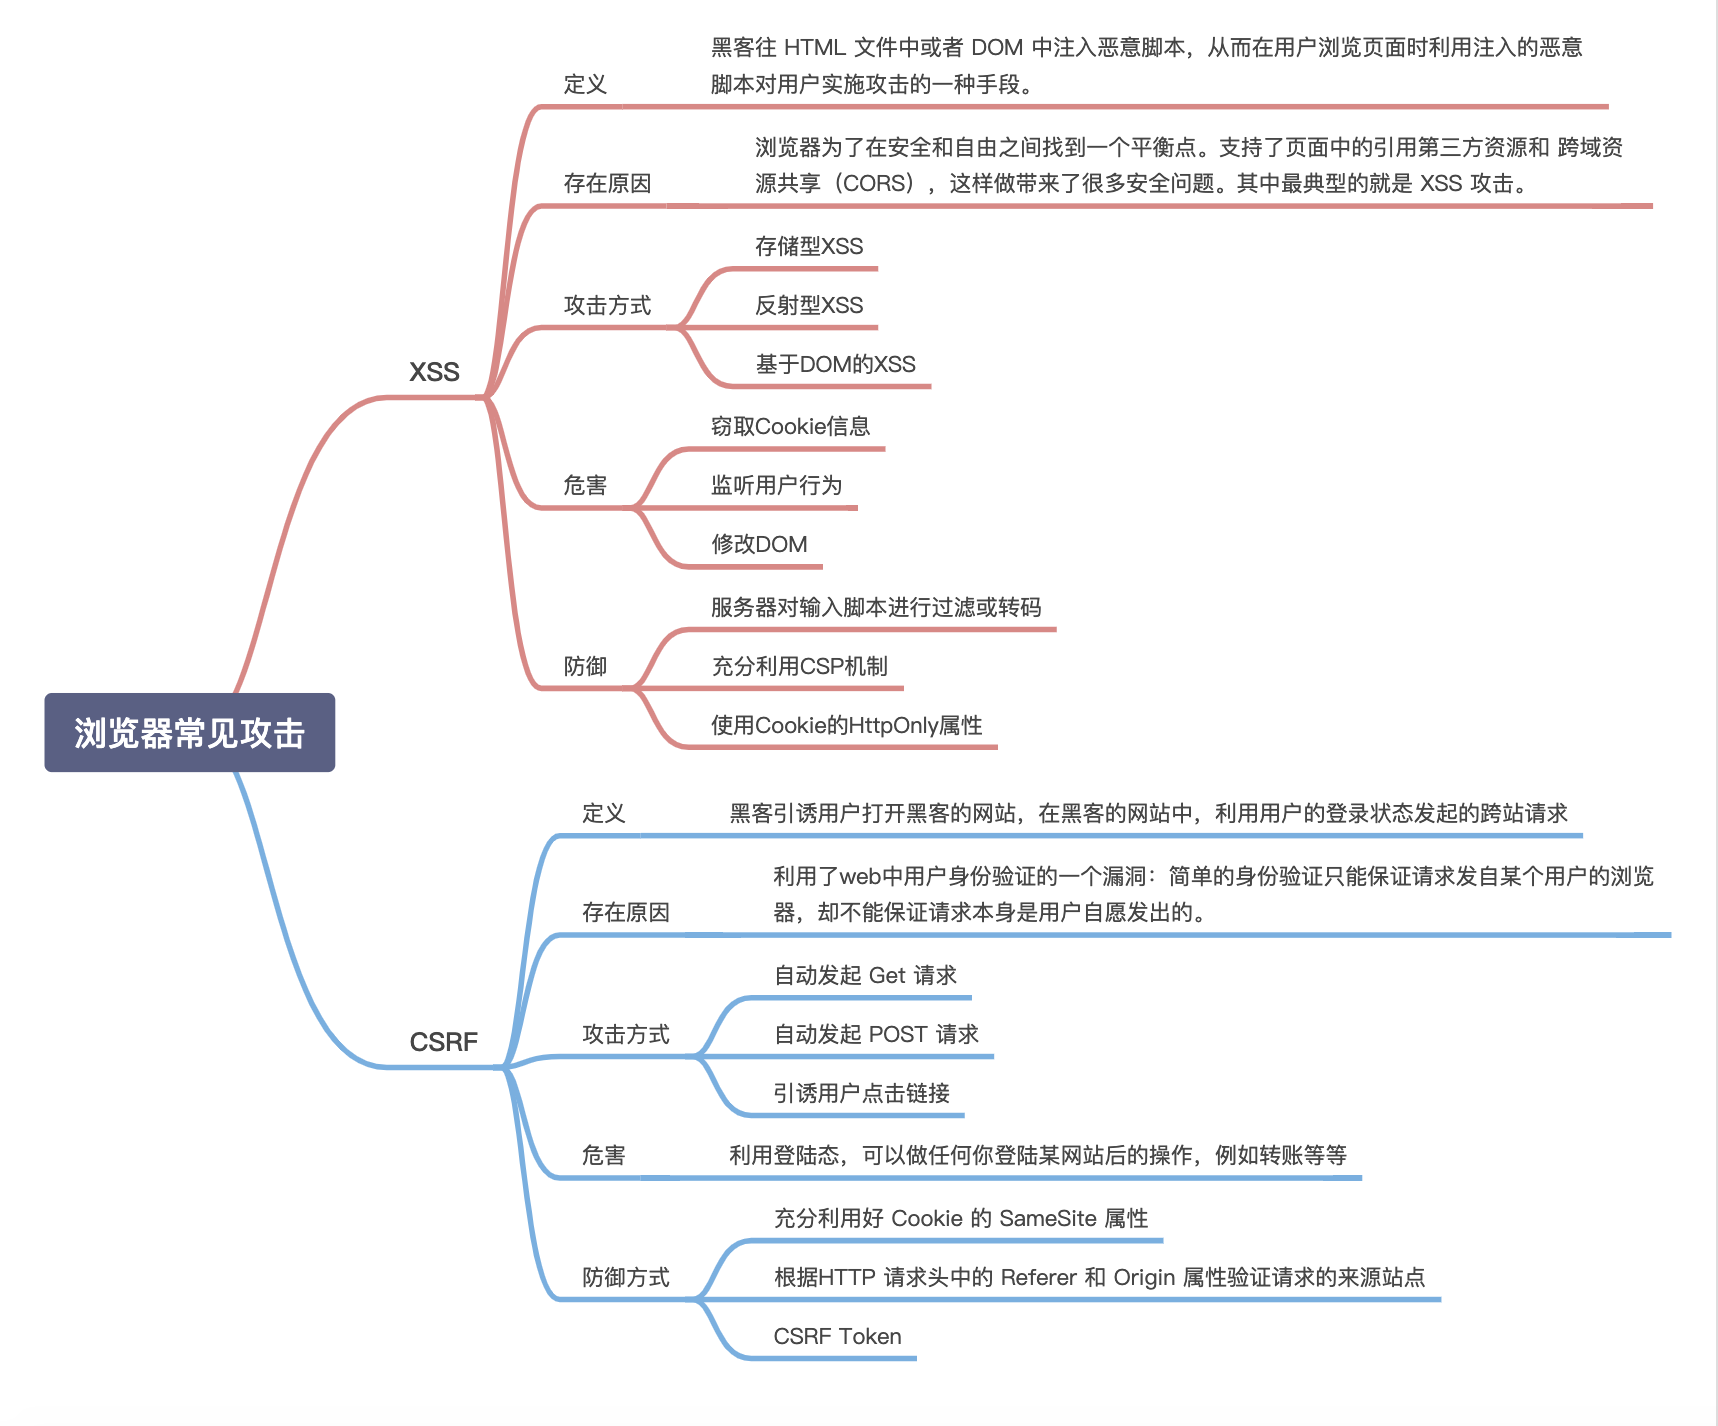 浏览器常见攻击
XSS
定义
黑客往 HTML 文件中或者 DOM 中注入恶意脚本，从而在用户浏览页面时利用注入的恶意
脚本对用户实施攻击的一种手段。
存在原因
浏览器为了在安全和自由之间找到一个平衡点。支持了页面中的引用第三方资源和 跨域资
源共享（CORS），这样做带来了很多安全问题。其中最典型的就是 XSS 攻击。
攻击方式
存储型XSS
反射型XSS
基于DOM的XSS
危害
窃取Cookie信息
监听用户行为
修改DOM
防御
服务器对输入脚本进行过滤或转码
充分利用CSP机制
使用Cookie的HttpOnly属性
CSRF
定义
黑客引诱用户打开黑客的网站，在黑客的网站中，利用用户的登录状态发起的跨站请求
存在原因
利用了web中用户身份验证的一个漏洞：简单的身份验证只能保证请求发自某个用户的浏览
器，却不能保证请求本身是用户自愿发出的。
攻击方式
自动发起 Get 请求
自动发起 POST 请求
引诱用户点击链接
危害
利用登陆态，可以做任何你登陆某网站后的操作，例如转账等等
防御方式
充分利用好 Cookie 的 SameSite 属性
根据HTTP 请求头中的 Referer 和 Origin 属性验证请求的来源站点
CSRF Token